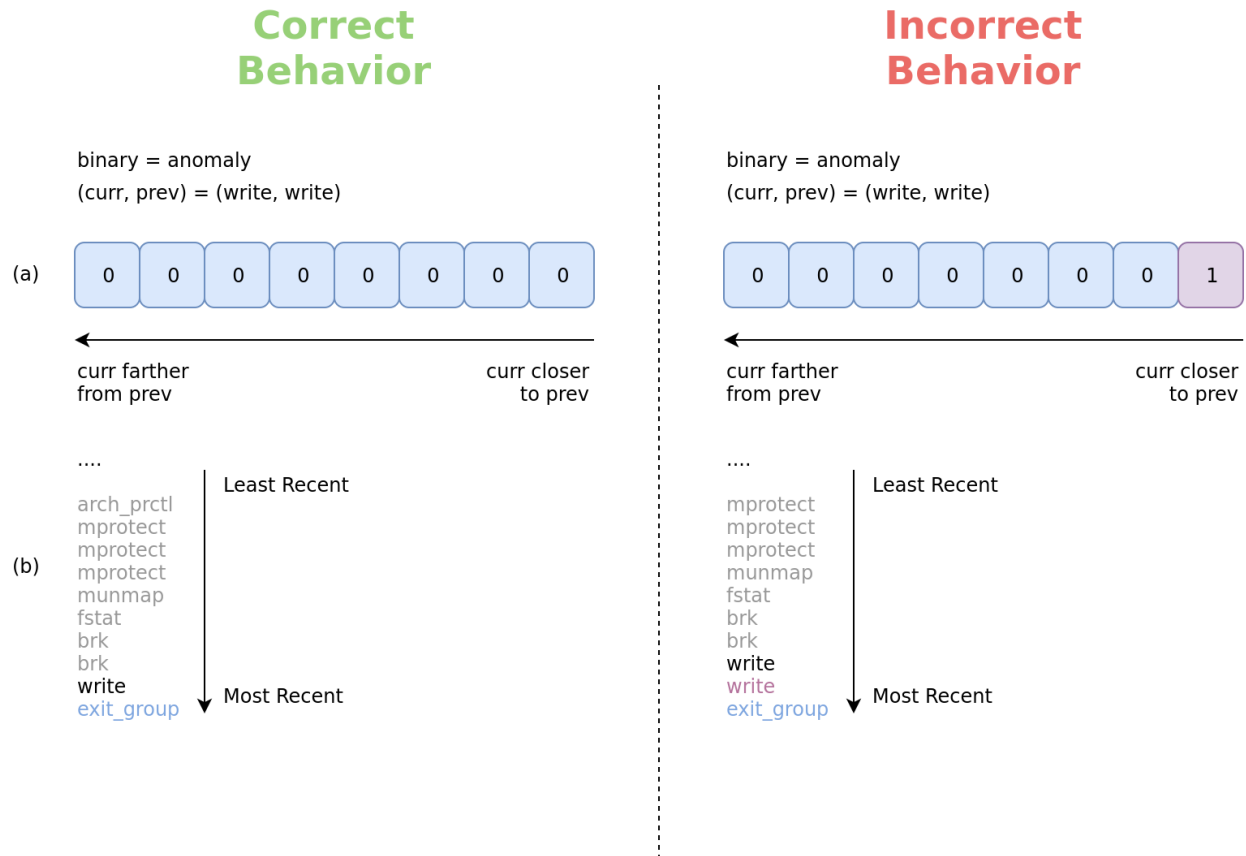 Correct
Behavior
binary = anomaly
(curr, prev) = (write, write)
(a)
0 0 0 0 0 0 0 0
curr farther
from prev
curr closer
to prev
....
Least Recent
arch_prctl
mprotect
mprotect
mprotect
munmap
fstat
brk
brk
write
exit_group
(b)
Most Recent
Incorrect
Behavior
binary = anomaly
(curr, prev) = (write, write)
0 0 0 0 0 0 0 1
curr farther
from prev
curr closer
to prev
....
Least Recent
mprotect
mprotect
mprotect
munmap
fstat
brk
brk
write
write
exit_group
Most Recent